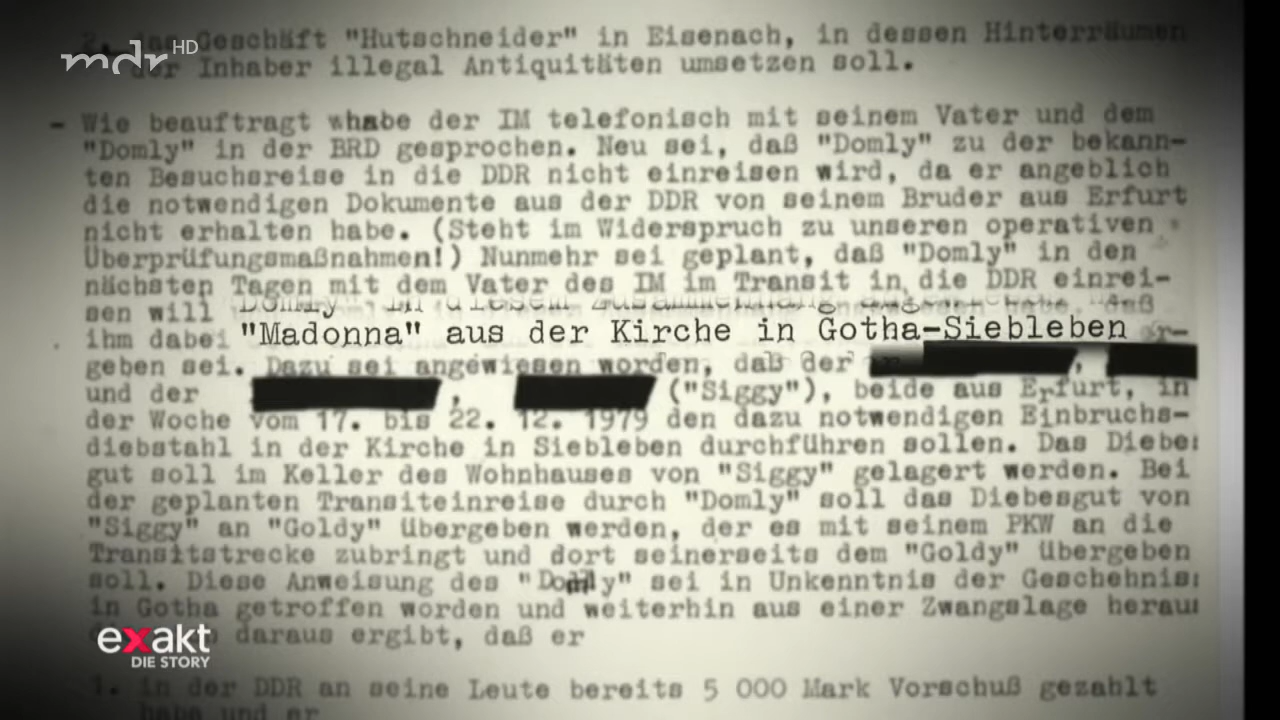 mdr HD
2. das Geschäft "Hutschneider" in Eisenach, in dessen Hinterräumen
der Inhaber illegal Antiquitäten umsetzen soll.
- Wie beauftragt habe der IM telefonisch mit seinem Vater und dem
"Domly" in der BRD gesprochen. Neu sei, daß "Domly" zu der bekann-
ten Besuchsreise in die DDR nicht einreisen wird, da er angeblich
die notwendigen Dokumente aus der DDR von seinem Bruder aus Erfurt
nicht erhalten habe. (Steht im Widerspruch zu unseren operativen
Überprüfungsmaßnahmen!) Nunmehr sei geplant, daß "Domly" in den
nächsten Tagen mit dem Vater des IM im Transit in die DDR einrei-
sen will
"Domly" in diesem Zusammenhang
daß
ihm dabei
"Madonna" aus der Kirche in Gotha-Siebleben
geben sei. Dazu sei angewiesen worden, daß der ,
und der , ("Siggy"), beide aus Erfurt, in
der Woche vom 17. bis 22. 12. 1979 den dazu notwendigen Einbruchs-
diebstahl in der Kirche in Siebleben durchführen sollen. Das Diebes
gut soll im Keller des Wohnhauses von "Siggy" gelagert werden. Bei
der geplanten Transiteinreise durch "Domly" soll das Diebesgut von
"Siggy" an "Goldy" übergeben werden, der es mit seinem PKW an die
Transitstrecke zubringt und dort seinerseits dem "Goldy" übergeben
soll. Diese Anweisung des "Domly" sei in Unkenntnis der Geschehniss
in Gotha getroffen worden und weiterhin aus einer Zwangslage heraus
daraus ergibt, daß er
1. in der DDR an seine Leute bereits 5 000 Mark Vorschuß gezahlt
habe und er
exakt
DIE STORY